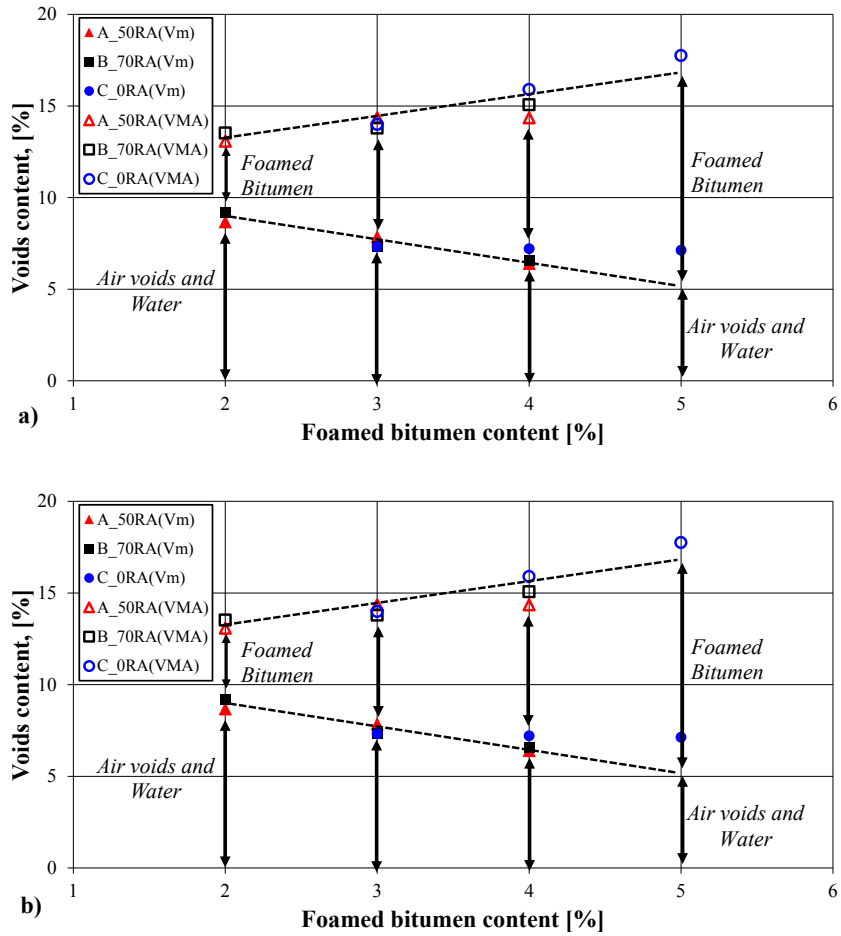 20
15
10
5
0
Voids content, [%]
A_50RA(Vm)
B_70RA(Vm)
C_0RA(Vm)
A_50RA(VMA)
B_70RA(VMA)
C_0RA(VMA)
Foamed
Bitumen
Foamed
Bitumen
Air voids and
Water
Air voids and
Water
1 2 3 4 5 6
a)
Foamed bitumen content [%]
20
15
10
5
0
Voids content, [%]
A_50RA(Vm)
B_70RA(Vm)
C_0RA(Vm)
A_50RA(VMA)
B_70RA(VMA)
C_0RA(VMA)
Foamed
Bitumen
Foamed
Bitumen
Air voids and
Water
Air voids and
Water
1 2 3 4 5 6
b)
Foamed bitumen content [%]